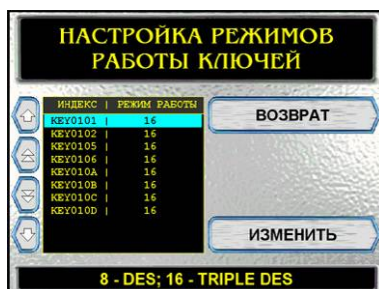 НАСТРОЙКА РЕЖИМОВ
РАБОТЫ КЛЮЧЕЙ
ИНДЕКС | РЕЖИМ РАБОТЫ
KEY0101 | 16
KEY0102 | 16
KEY0105 | 16
KEY0106 | 16
KEY010A | 16
KEY010B | 16
KEY010C | 16
KEY010D | 16
ВОЗВРАТ
ИЗМЕНИТЬ
8 - DES; 16 - TRIPLE DES